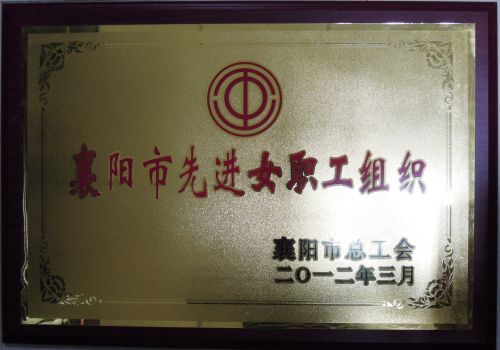 襄阳市先进女职工组织
襄阳市总工会
二〇一二年三月